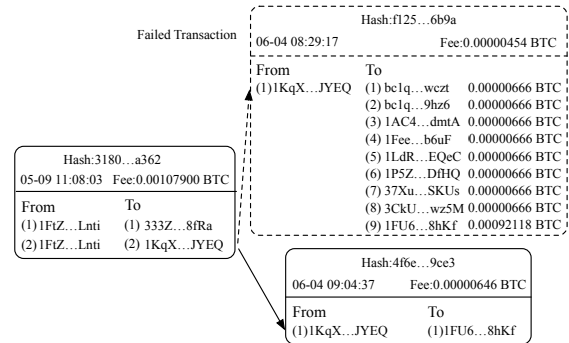 Failed Transaction
Hash:f125…6b9a
06-04 08:29:17 Fee:0.00000454 BTC
From To
(1)1KqX…JYEQ (1) bc1q…wczt 0.00000666 BTC
(2) bc1q…9hz6 0.00000666 BTC
(3) 1AC4…dmtA 0.00000666 BTC
(4) 1Fee…b6uF 0.00000666 BTC
(5) 1LdR…EQeC 0.00000666 BTC
(6) 1P5Z…DfHQ 0.00000666 BTC
(7) 37Xu…SKUs 0.00000666 BTC
(8) 3CkU…wz5M 0.00000666 BTC
(9) 1FU6…8hKf 0.00092118 BTC
Hash:3180…a362
05-09 11:08:03 Fee:0.00107900 BTC
From To
(1)1FtZ…Lnti (1) 333Z…8fRa
(2)1FtZ…Lnti (2) 1KqX…JYEQ
Hash:4f6e…9ce3
06-04 09:04:37 Fee:0.00000646 BTC
From To
(1)1KqX…JYEQ (1)1FU6…8hKf